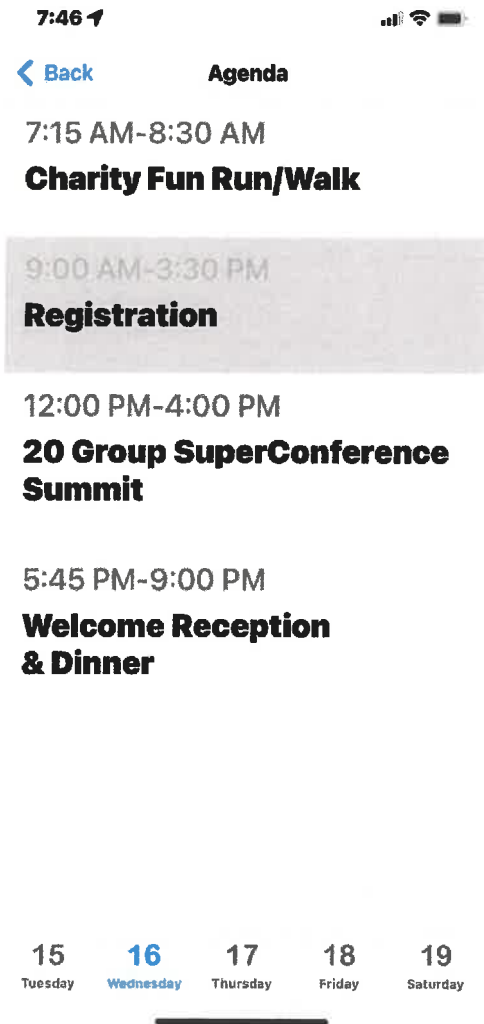 7:46
Back
Agenda
7:15 AM-8:30 AM
Charity Fun Run/Walk
9:00 AM-3:30 PM
Registration
12:00 PM-4:00 PM
20 Group SuperConference
Summit
5:45 PM-9:00 PM
Welcome Reception
& Dinner
15 16 17 18 19
Tuesday Wednesday Thursday Friday Saturday